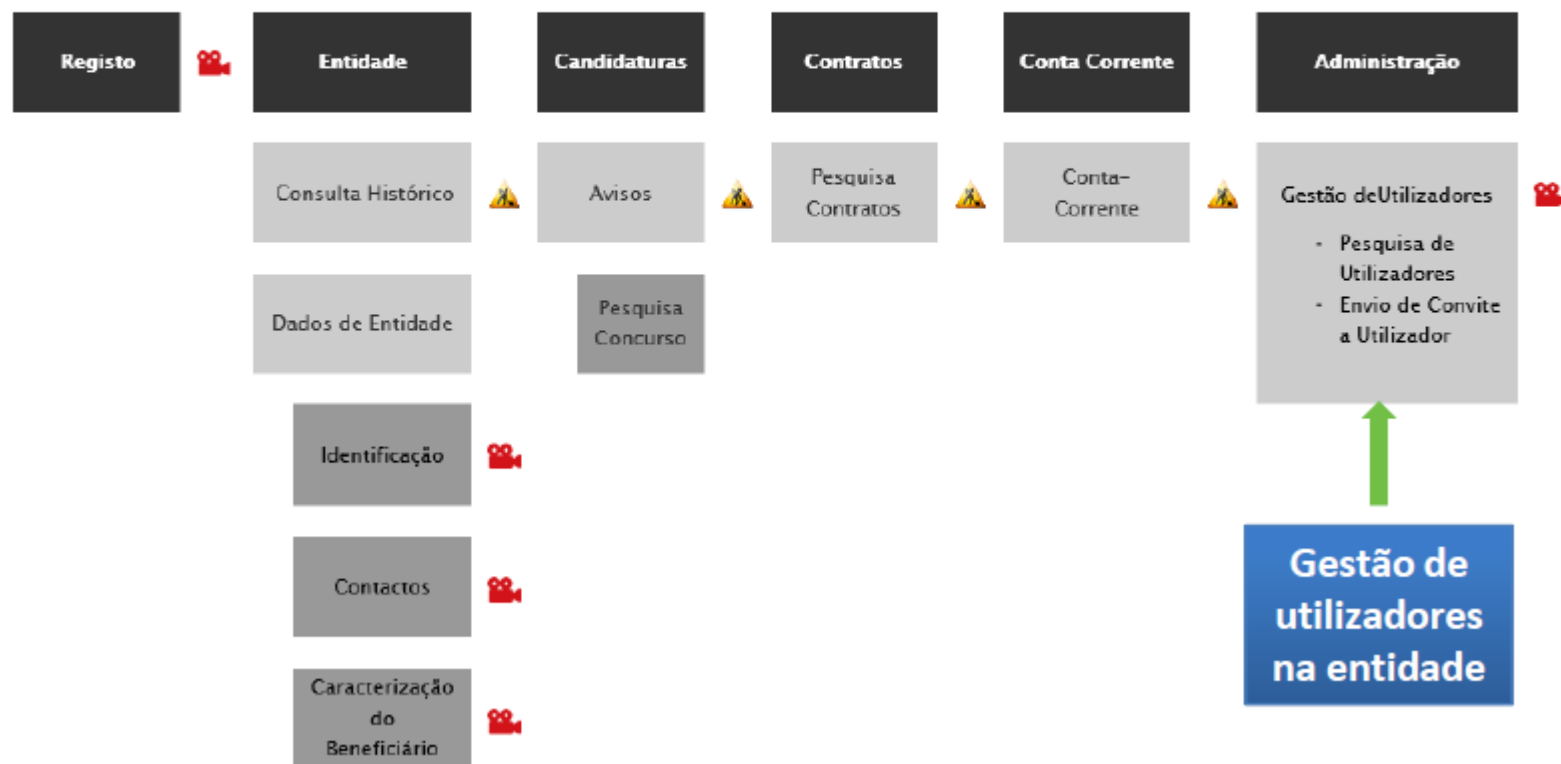 Registo
Entidade
Candidaturas
Contratos
Conta Corrente
Administração
Consulta Histórico
Avisos
Pesquisa
Contratos
Conta-
Corrente
Gestão deUtilizadores
- Pesquisa de
Utilizadores
- Envio de Convite
a Utilizador
Dados de Entidade
Pesquisa
Concurso
Identificação
Contactos
Caracterização
do
Beneficiário
Gestão de
utilizadores
na entidade